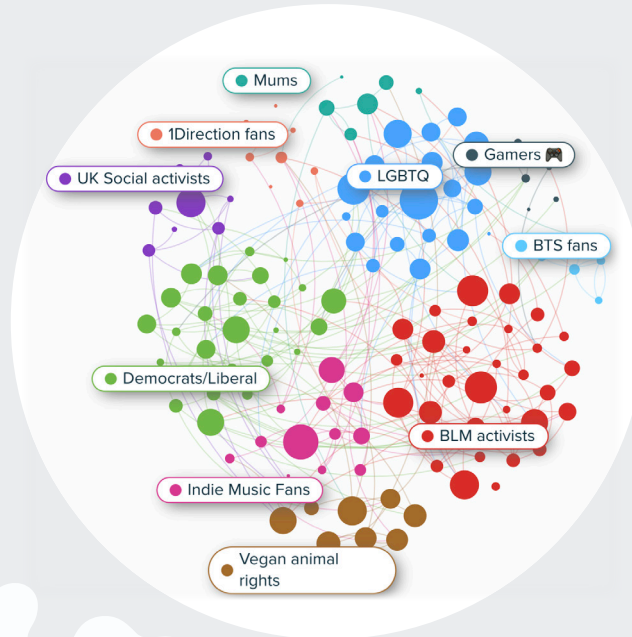 Mums
1Direction fans
Gamers 🎮
UK Social activists
LGBTQ
BTS fans
Democrats/Liberal
BLM activists
Indie Music Fans
Vegan animal
rights